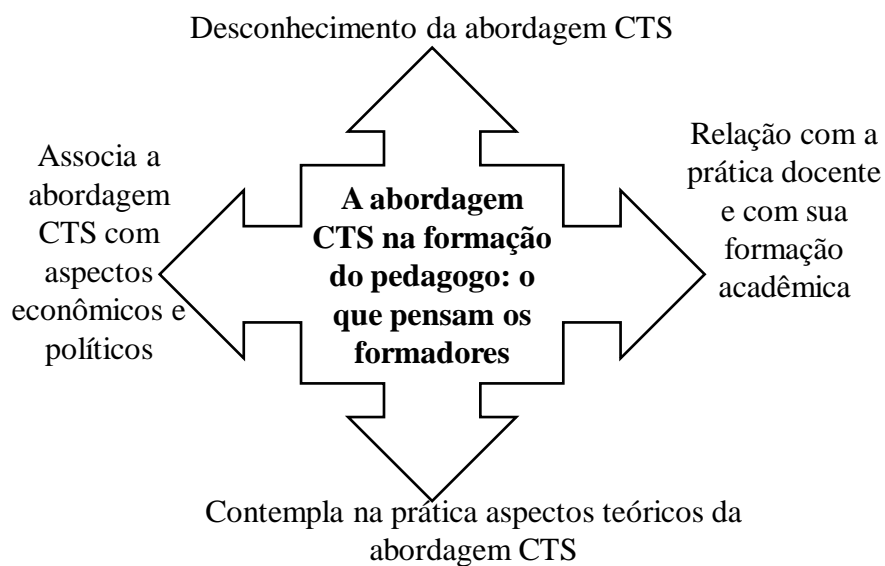 Desconhecimento da abordagem CTS
Associa a
abordagem
CTS com
aspectos
econômicos e
políticos
A abordagem
CTS na formação
do pedagogo: o
que pensam os
formadores
Relação com a
prática docente
e com sua
formação
acadêmica
Contempla na prática aspectos teóricos da
abordagem CTS